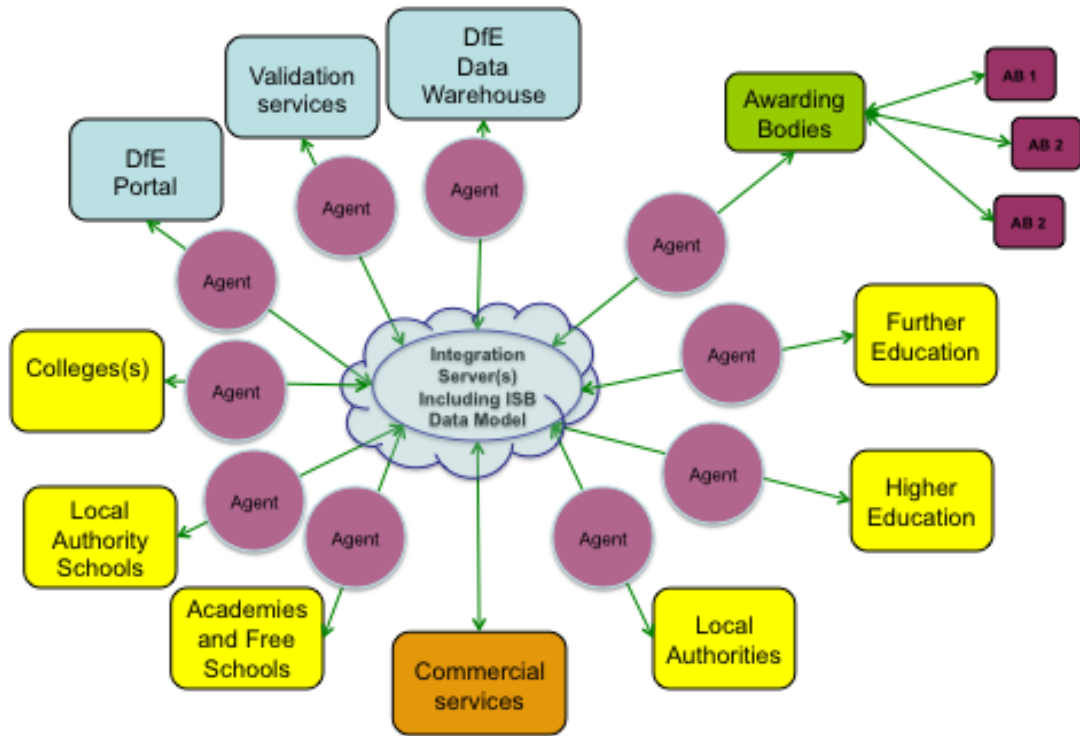 DfE
Data
Warehouse
Validation
services
AB 1
Awarding
Bodies
AB 2
DfE
Portal
Agent
Agent
AB 2
Agent
Agent
Further
Education
Integration
Server(s)
Including ISB
Data Model
Agent
Colleges(s)
Agent
Agent
Higher
Education
Local
Authority
Schools
Agent
Agent
Agent
Academies
and Free
Schools
Local
Authorities
Commercial
services